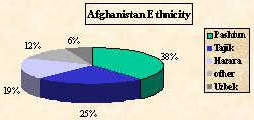 Afghanistan Ethnicity
6%
12%
38%
19%
25%
Pashtun
Tajik
Hazara
other
Uzbek